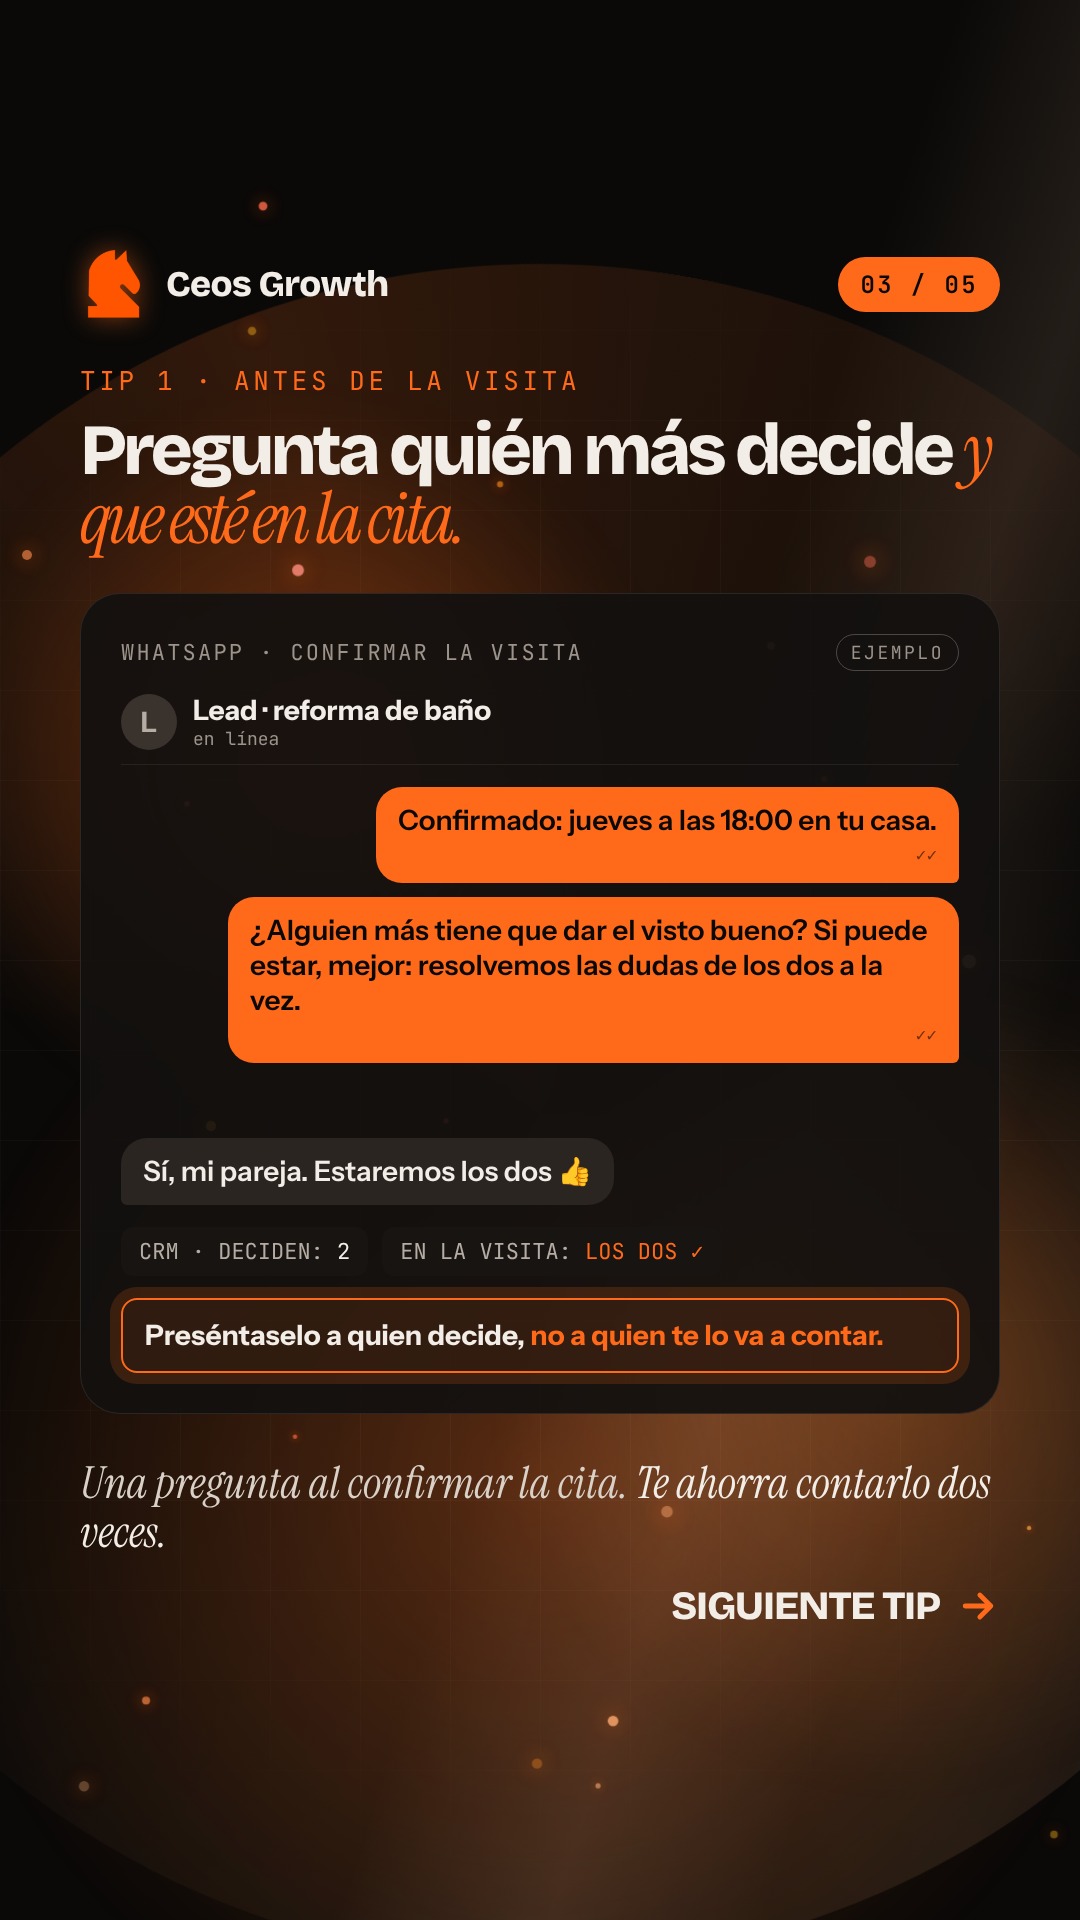 Ceos Growth
03 / 05
TIP 1 · ANTES DE LA VISITA
Pregunta quién más decide y
que esté en la cita.
WHATSAPP · CONFIRMAR LA VISITA
EJEMPLO
L
Lead · reforma de baño
en línea
Confirmado: jueves a las 18:00 en tu casa.
✓✓
¿Alguien más tiene que dar el visto bueno? Si puede
estar, mejor: resolvemos las dudas de los dos a la
vez.
✓✓
Sí, mi pareja. Estaremos los dos 👍
CRM · DECIDEN: 2
EN LA VISITA: LOS DOS ✓
Preséntaselo a quien decide, no a quien te lo va a contar.
Una pregunta al confirmar la cita. Te ahorra contarlo dos
veces.
SIGUIENTE TIP →